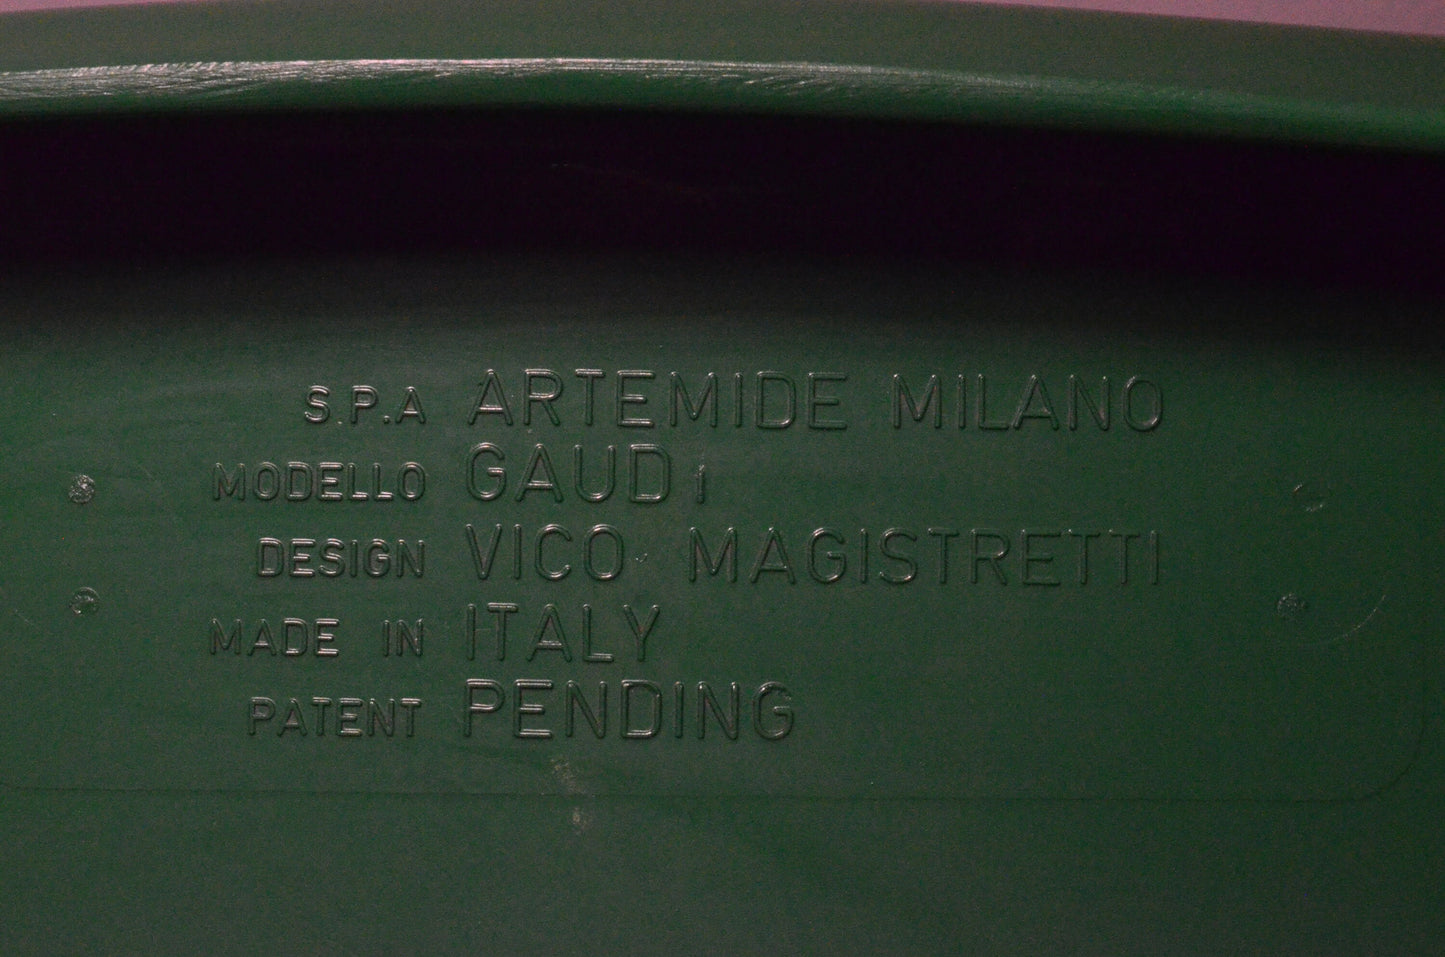 S.P.A ARTEMIDE MILANO
MODELLO GAUDI
DESIGN VICO MAGISTRETTI
MADE IN ITALY
PATENT PENDING